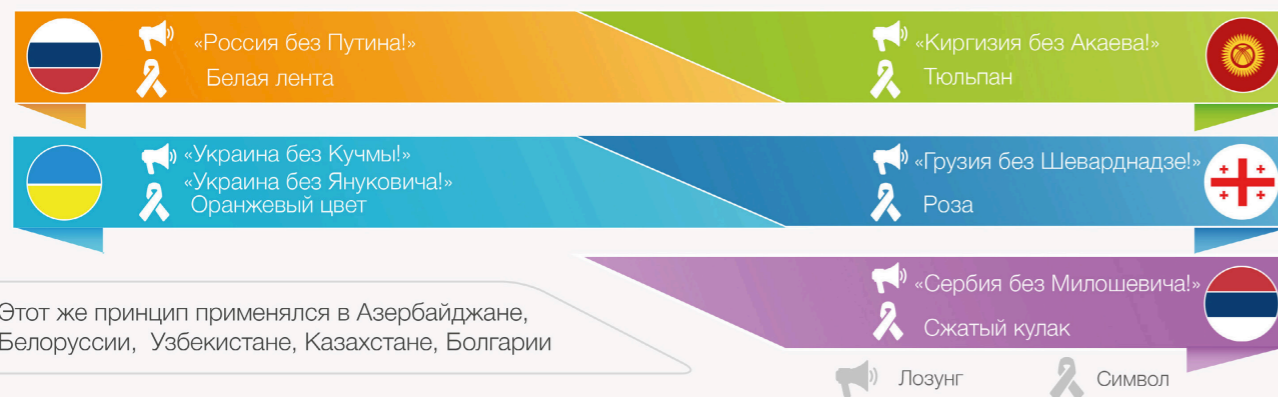 «Россия без Путина!»
Белая лента
«Киргизия без Акаева!»
Тюльпан
«Украина без Кучмы!»
«Украина без Януковича!»
Оранжевый цвет
«Грузия без Шеварднадзе!»
Роза
«Сербия без Милошевича!»
Сжатый кулак
Этот же принцип применялся в Азербайджане,
Белоруссии, Узбекистане, Казахстане, Болгарии
Лозунг
Символ